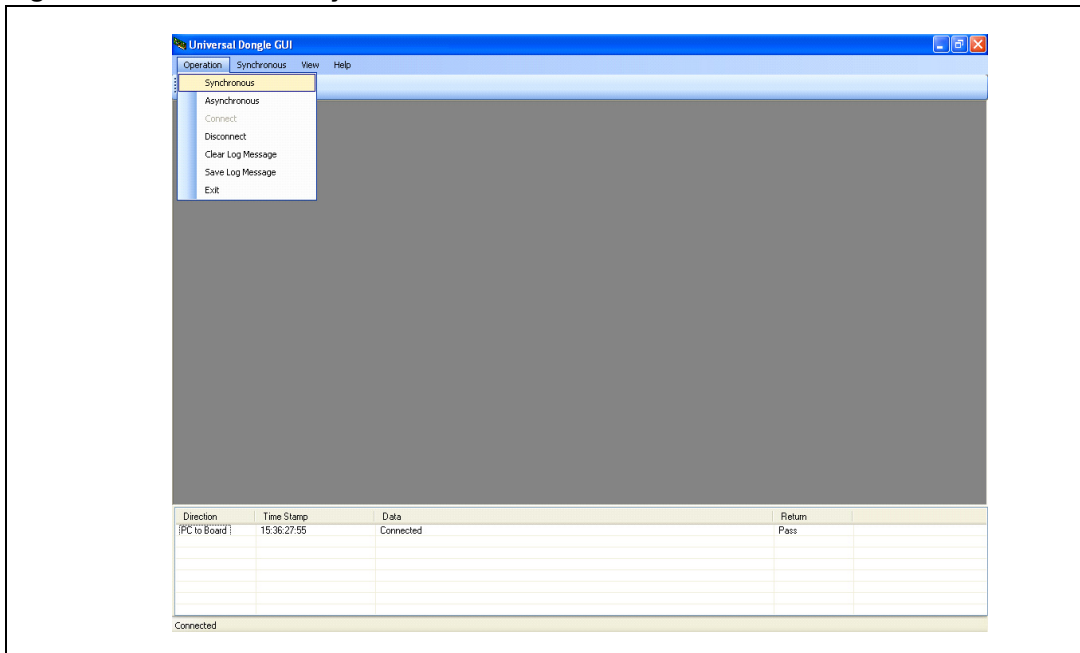 Universal Dongle GUI
Operation Synchronous View Help
Synchronous
Asynchronous
Connect
Disconnect
Clear Log Message
Save Log Message
Exit
Direction Time Stamp Data Return
PC to Board 15:36:27:55 Connected Pass
Connected